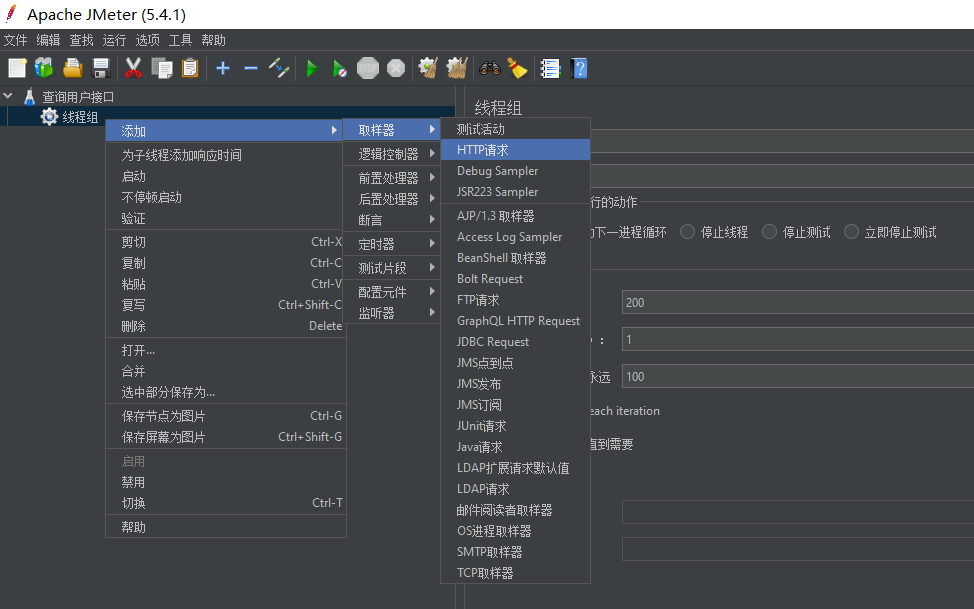 Apache JMeter (5.4.1)
文件 编辑 查找 运行 选项 工具 帮助
查询用户接口
线程组
添加
为子线程添加响应时间
启动
不停顿启动
验证
剪切 Ctrl-X
复制 Ctrl-C
粘贴 Ctrl-V
复写 Ctrl+Shift-C
删除 Delete
打开...
合并
选中部分保存为...
保存节点为图片 Ctrl-G
保存屏幕为图片 Ctrl+Shift-G
启用
禁用
切换 Ctrl-T
帮助
取样器
逻辑控制器
前置处理器
后置处理器
断言
定时器
测试片段
配置元件
监听器
测试活动
HTTP请求
Debug Sampler
JSR223 Sampler
AJP/1.3 取样器
Access Log Sampler
BeanShell 取样器
Bolt Request
FTP请求
GraphQL HTTP Request
JDBC Request
JMS点到点
JMS发布
JMS订阅
JUnit请求
Java请求
LDAP扩展请求默认值
LDAP请求
邮件阅读者取样器
OS进程取样器
SMTP取样器
TCP取样器
线程组
行的动作
下一进程循环 停止线程 停止测试 立即停止测试
200
：
1
永远 100
each iteration
直到需要